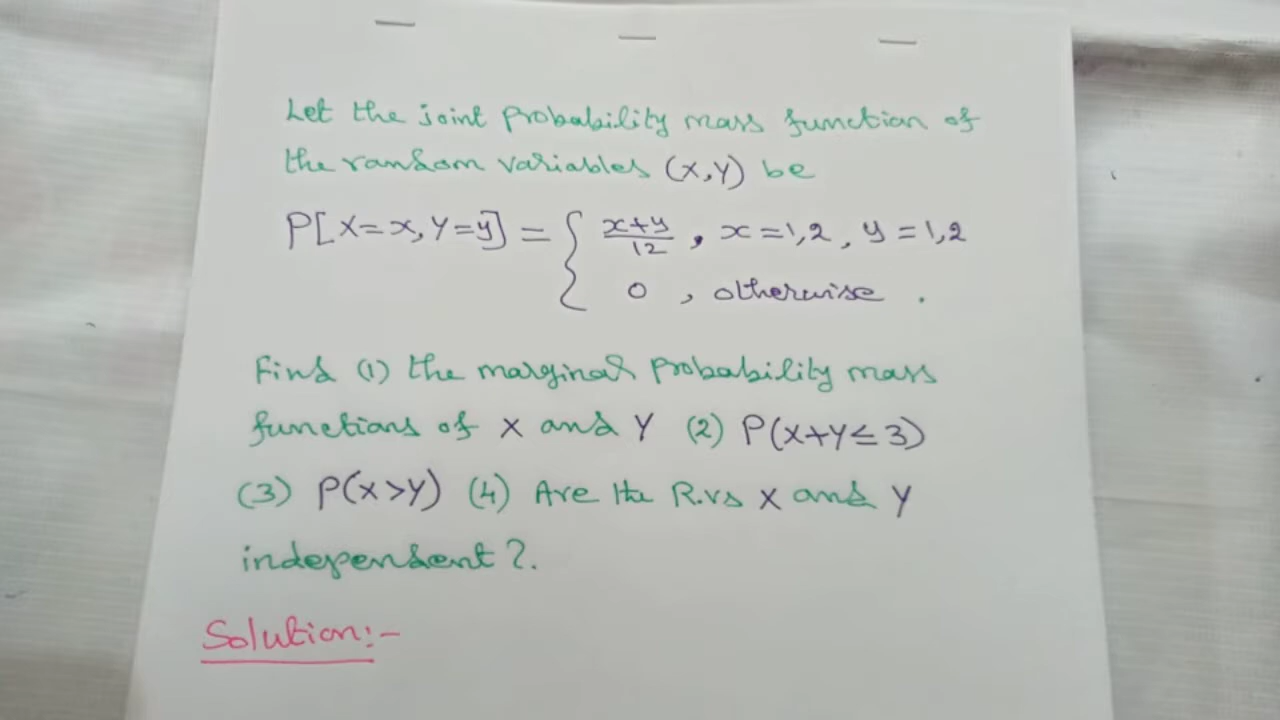 Let the joint probability mass function of
the random variables (X,Y) be
P[X=x, Y=y] = { x+y/12 , x=1,2, y=1,2
0 , otherwise .
Find (1) the marginal probability mass
functions of X and Y (2) P(X+Y≤3)
(3) P(X>Y) (4) Are the R.vs X and Y
independent?.
Solution:-